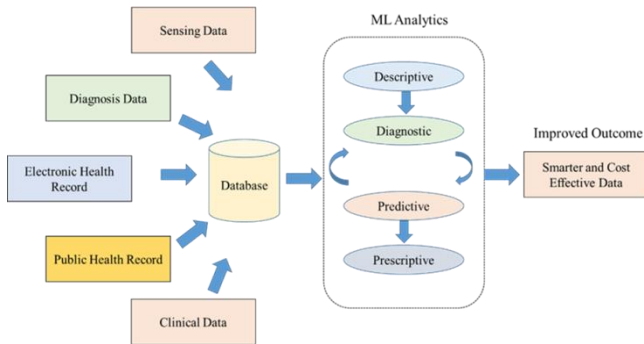 Sensing Data
Diagnosis Data
Electronic Health
Record
Public Health Record
Clinical Data
Database
ML Analytics
Descriptive
Diagnostic
Predictive
Prescriptive
Improved Outcome
Smarter and Cost
Effective Data